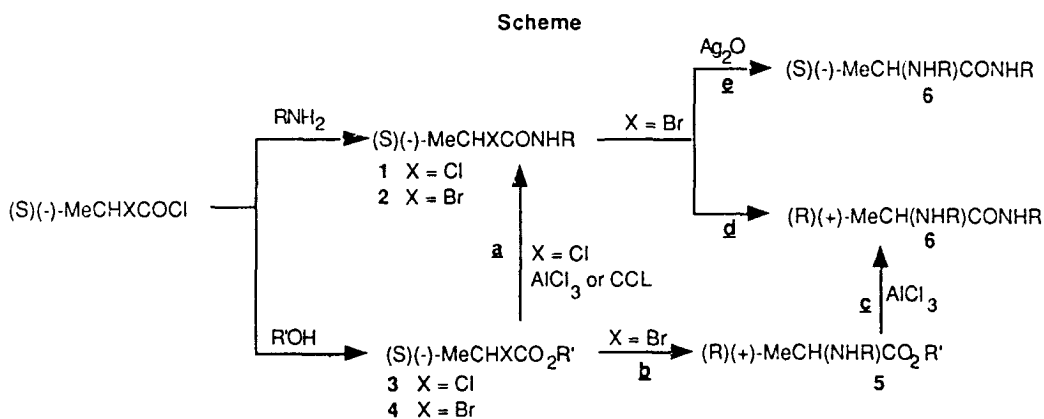 Scheme
Ag2O
e
(S)(-)-MeCH(NHR)CONHR
6
RNH2
(S)(-)-MeCHXCONHR
X = Br
1 X = Cl
2 X = Br
(S)(-)-MeCHXCOCl
d
(R)(+)-MeCH(NHR)CONHR
6
a
X = Cl
AlCl3 or CCL
c
AlCl3
R'OH
(S)(-)-MeCHXCO2R'
X = Br
b
(R)(+)-MeCH(NHR)CO2R'
3 X = Cl
4 X = Br
5